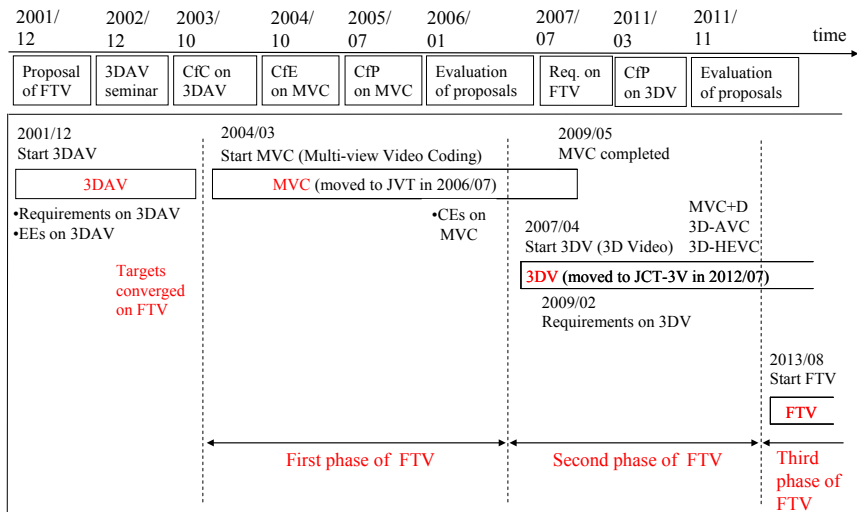 2001/
12
2002/
12
2003/
10
2004/
10
2005/
07
2006/
01
2007/
07
2011/
03
2011/
11
time
Proposal
of FTV
3DAV
seminar
CfC on
3DAV
CfE
on MVC
CfP
on MVC
Evaluation
of proposals
Req. on
FTV
CfP
on 3DV
Evaluation
of proposals
2001/12
Start 3DAV
3DAV
•Requirements on 3DAV
•EEs on 3DAV
Targets
converged
on FTV
2004/03
Start MVC (Multi-view Video Coding)
MVC (moved to JVT in 2006/07)
•CEs on
MVC
2009/05
MVC completed
2007/04
Start 3DV (3D Video)
MVC+D
3D-AVC
3D-HEVC
3DV (moved to JCT-3V in 2012/07)
2009/02
Requirements on 3DV
2013/08
Start FTV
FTV
First phase of FTV
Second phase of FTV
Third
phase of
FTV